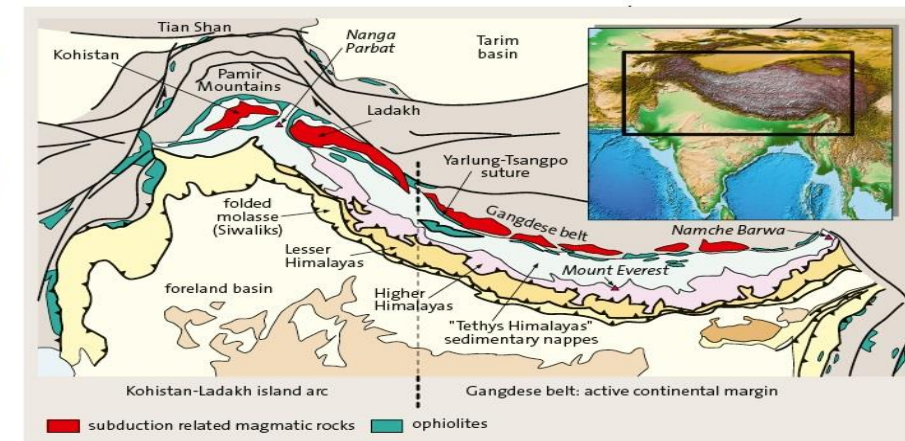 Tian Shan
Nanga
Parbat
Tarim
basin
Kohistan
Pamir
Mountains
Ladakh
Yarlung-Tsangpo
suture
folded
molasse
(Siwaliks)
Gangdese belt
Namche Barwa
Lesser
Himalayas
Mount Everest
foreland basin
Higher
Himalayas
"Tethys Himalayas"
sedimentary nappes
Kohistan-Ladakh island arc
Gangdese belt: active continental margin
subduction related magmatic rocks
ophiolites